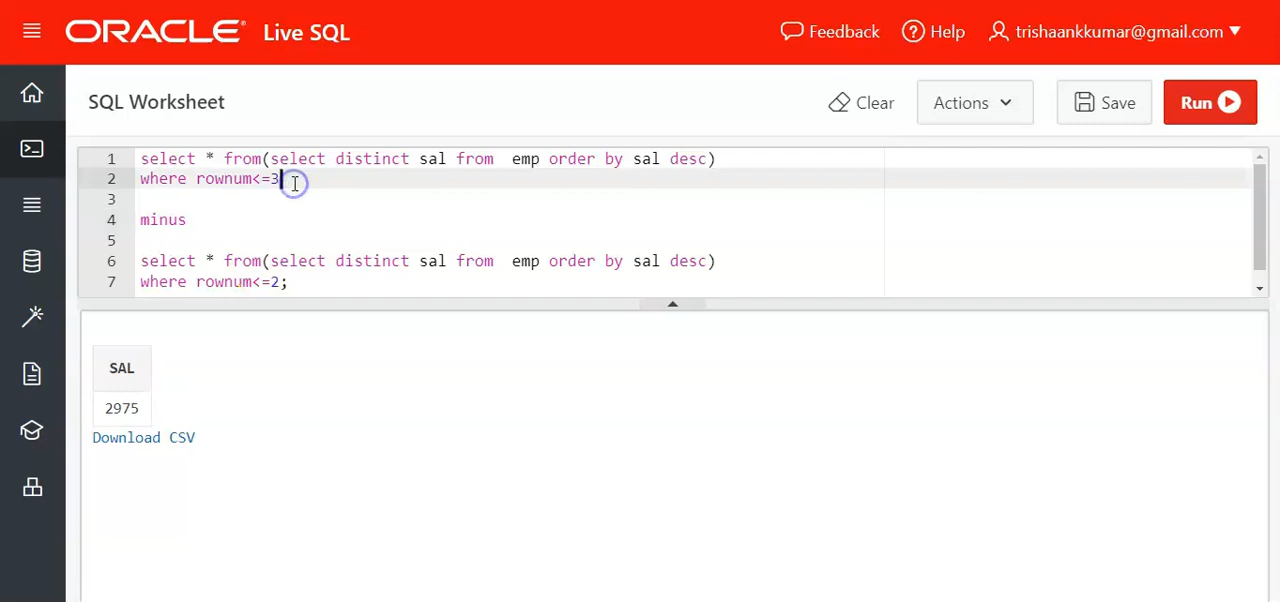 ORACLE® Live SQL
Feedback
Help
trishaankkumar@gmail.com
SQL Worksheet
Clear
Actions
Save
Run
1 select * from(select distinct sal from  emp order by sal desc)
2 where rownum<=3
3
4 minus
5
6 select * from(select distinct sal from  emp order by sal desc)
7 where rownum<=2;
SAL
2975
Download CSV